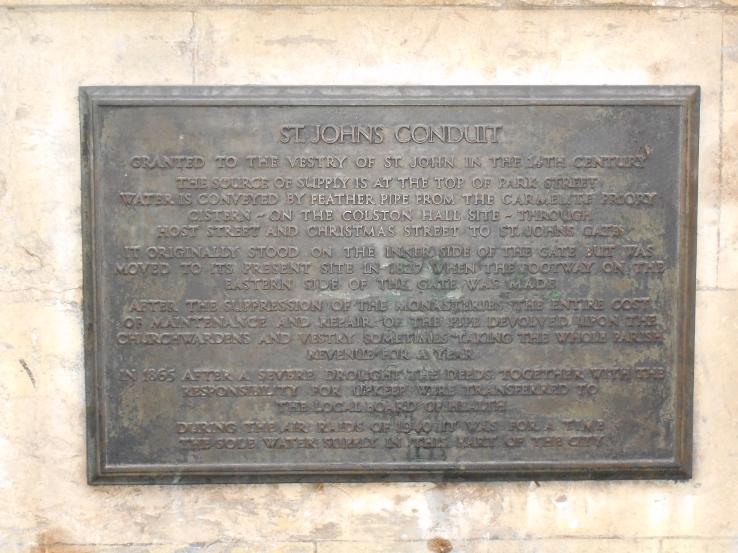 ST. JOHNS CONDUIT
GRANTED TO THE VESTRY OF ST. JOHN IN THE 14TH CENTURY
THE SOURCE OF SUPPLY IS AT THE TOP OF PARK STREET
WATER IS CONVEYED BY FEATHER PIPE FROM THE CARMELITE PRIORY
CISTERN - ON THE COLSTON HALL SITE - THROUGH
HOST STREET AND CHRISTMAS STREET TO ST. JOHNS GATE
IT ORIGINALLY STOOD ON THE INNER SIDE OF THE GATE BUT WAS
MOVED TO ITS PRESENT SITE IN 1827 WHEN THE FOOTWAY ON THE
EASTERN SIDE OF THE GATE WAS MADE
AFTER THE SUPPRESSION OF THE MONASTERIES THE ENTIRE COST
OF MAINTENANCE AND REPAIR OF THE PIPE DEVOLVED UPON THE
CHURCHWARDENS AND VESTRY SOMETIMES TAKING THE WHOLE PARISH
REVENUE FOR A YEAR
IN 1865 AFTER A SEVERE DROUGHT THE DEEDS, TOGETHER WITH THE
RESPONSIBILITY FOR UPKEEP WERE TRANSFERRED TO
THE LOCAL BOARD OF HEALTH
DURING THE AIR RAIDS OF 1940 IT WAS FOR A TIME
THE SOLE WATER SUPPLY IN THIS PART OF THE CITY